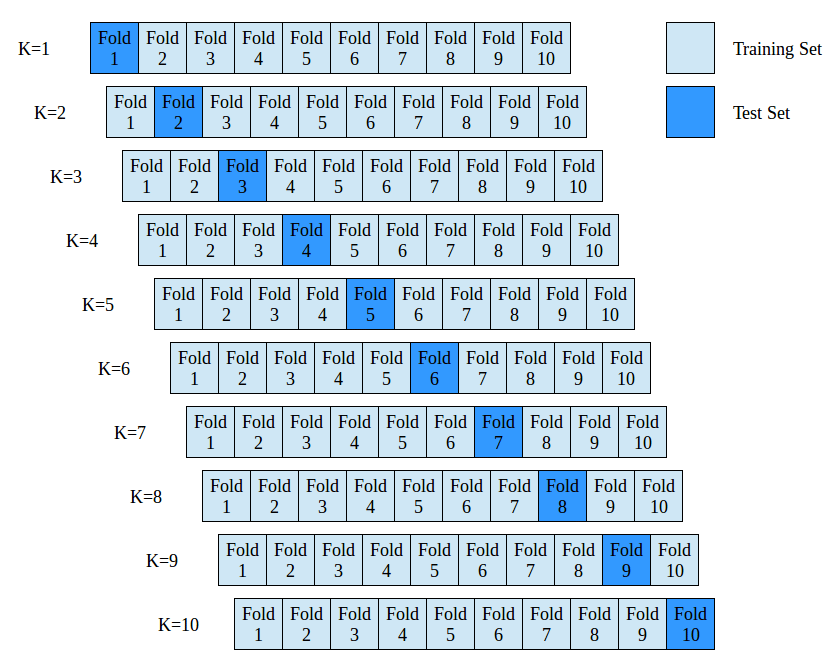 K=1 Fold 1 Fold 2 Fold 3 Fold 4 Fold 5 Fold 6 Fold 7 Fold 8 Fold 9 Fold 10 Training Set
K=2 Fold 1 Fold 2 Fold 3 Fold 4 Fold 5 Fold 6 Fold 7 Fold 8 Fold 9 Fold 10 Test Set
K=3 Fold 1 Fold 2 Fold 3 Fold 4 Fold 5 Fold 6 Fold 7 Fold 8 Fold 9 Fold 10
K=4 Fold 1 Fold 2 Fold 3 Fold 4 Fold 5 Fold 6 Fold 7 Fold 8 Fold 9 Fold 10
K=5 Fold 1 Fold 2 Fold 3 Fold 4 Fold 5 Fold 6 Fold 7 Fold 8 Fold 9 Fold 10
K=6 Fold 1 Fold 2 Fold 3 Fold 4 Fold 5 Fold 6 Fold 7 Fold 8 Fold 9 Fold 10
K=7 Fold 1 Fold 2 Fold 3 Fold 4 Fold 5 Fold 6 Fold 7 Fold 8 Fold 9 Fold 10
K=8 Fold 1 Fold 2 Fold 3 Fold 4 Fold 5 Fold 6 Fold 7 Fold 8 Fold 9 Fold 10
K=9 Fold 1 Fold 2 Fold 3 Fold 4 Fold 5 Fold 6 Fold 7 Fold 8 Fold 9 Fold 10
K=10 Fold 1 Fold 2 Fold 3 Fold 4 Fold 5 Fold 6 Fold 7 Fold 8 Fold 9 Fold 10